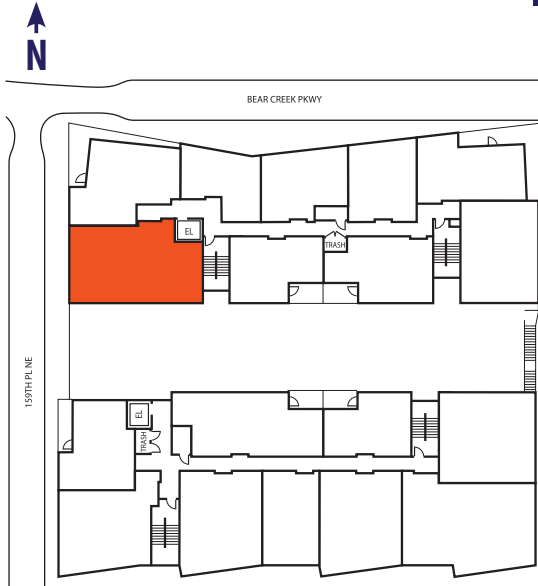 N
BEAR CREEK PKWY
EL
TRASH
159TH PL NE
EL
TRASH